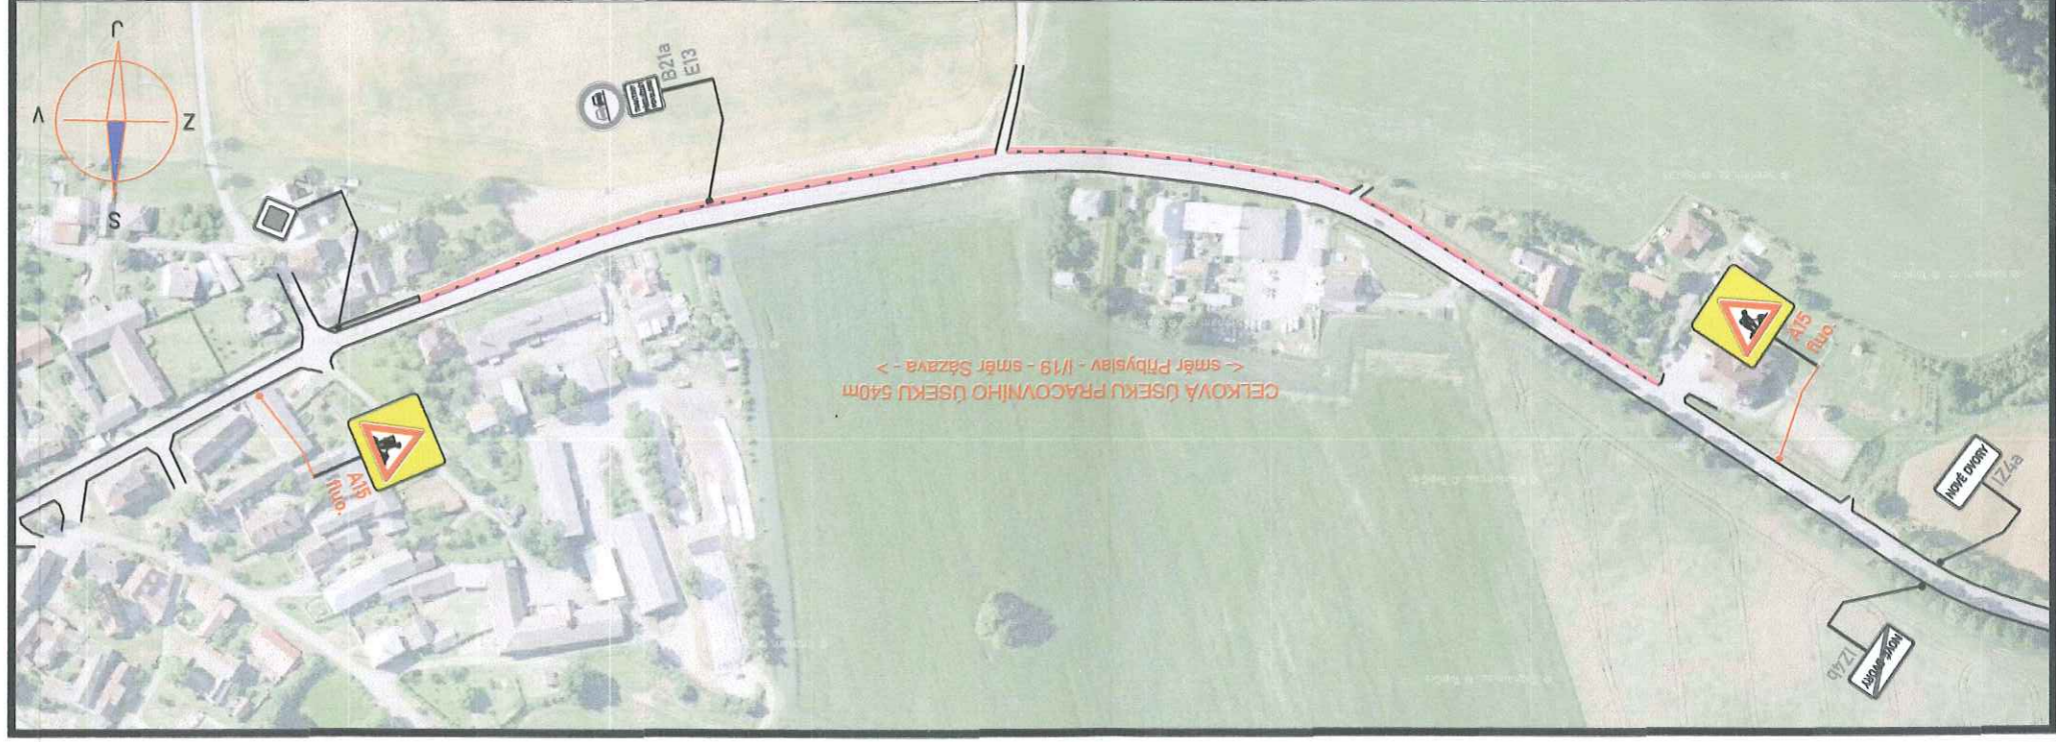 J
V
Z
S
B21a
E13
CELKOVÁ ÚSEKU PRACOVNÍHO ÚSEKU 540m
<- směr Přibyslav - I/19 - směr Sázava - >
A15
fluo.
A15
fluo.
NOVÉ DVORY
IZ4a
NOVÉ DVORY
IZ4b